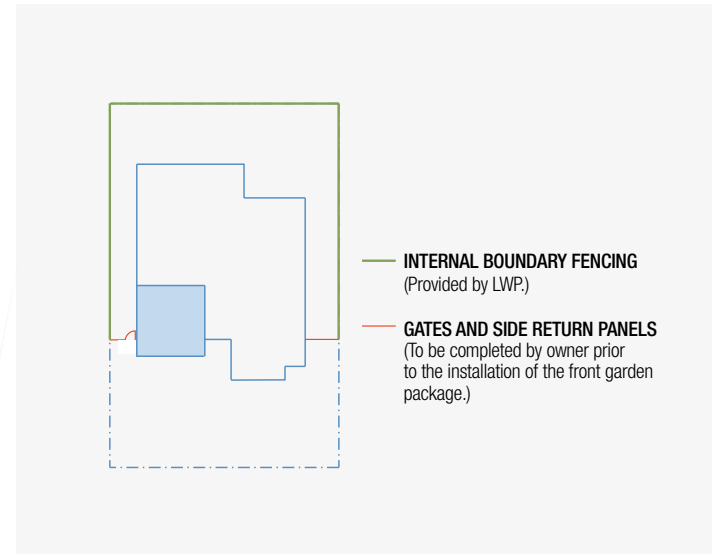 INTERNAL BOUNDARY FENCING
(Provided by LWP.)
GATES AND SIDE RETURN PANELS
(To be completed by owner prior
to the installation of the front garden
package.)